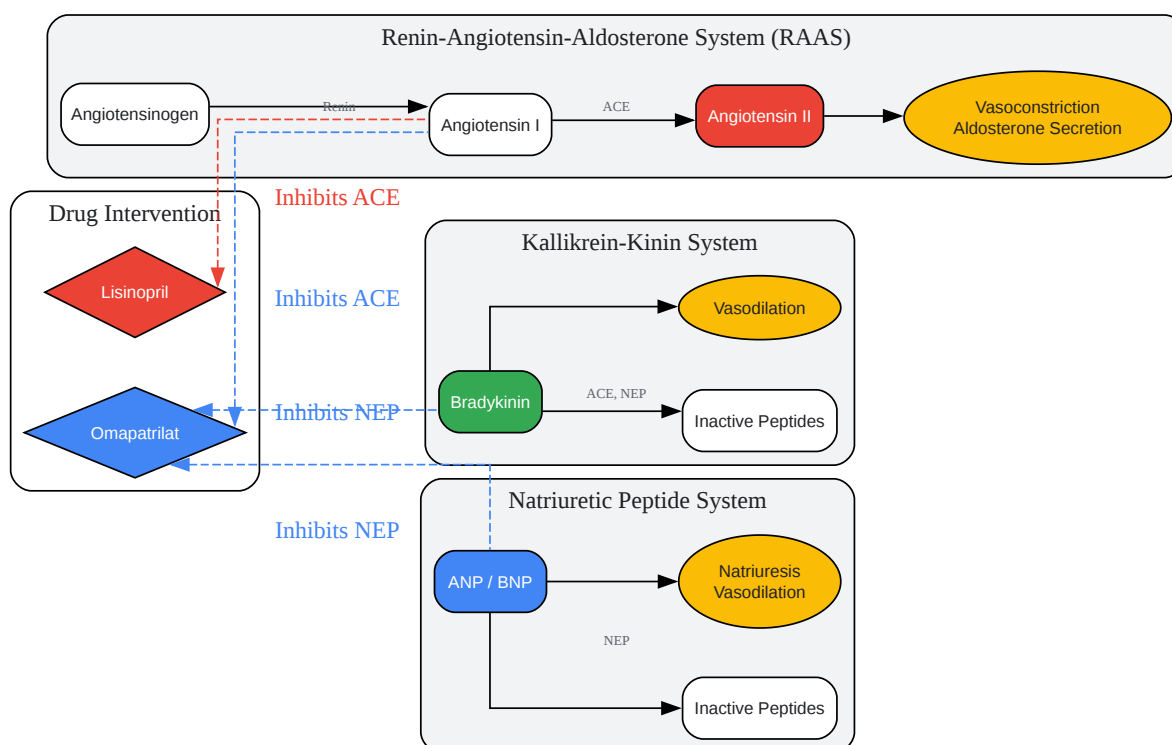 Renin-Angiotensin-Aldosterone System (RAAS)
Angiotensinogen
Renin
Angiotensin I
ACE
Angiotensin II
Vasoconstriction
Aldosterone Secretion
Drug Intervention
Inhibits ACE
Lisinopril
Inhibits ACE
Omapatrilat
Inhibits NEP
Inhibits NEP
Kallikrein-Kinin System
Vasodilation
Bradykinin
ACE, NEP
Inactive Peptides
Natriuretic Peptide System
ANP / BNP
Natriuresis
Vasodilation
NEP
Inactive Peptides